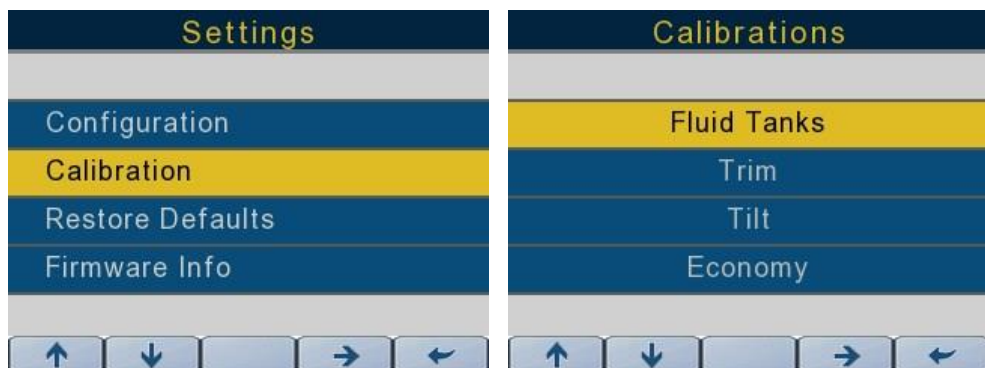 Settings
Configuration
Calibration
Restore Defaults
Firmware Info
Calibrations
Fluid Tanks
Trim
Tilt
Economy